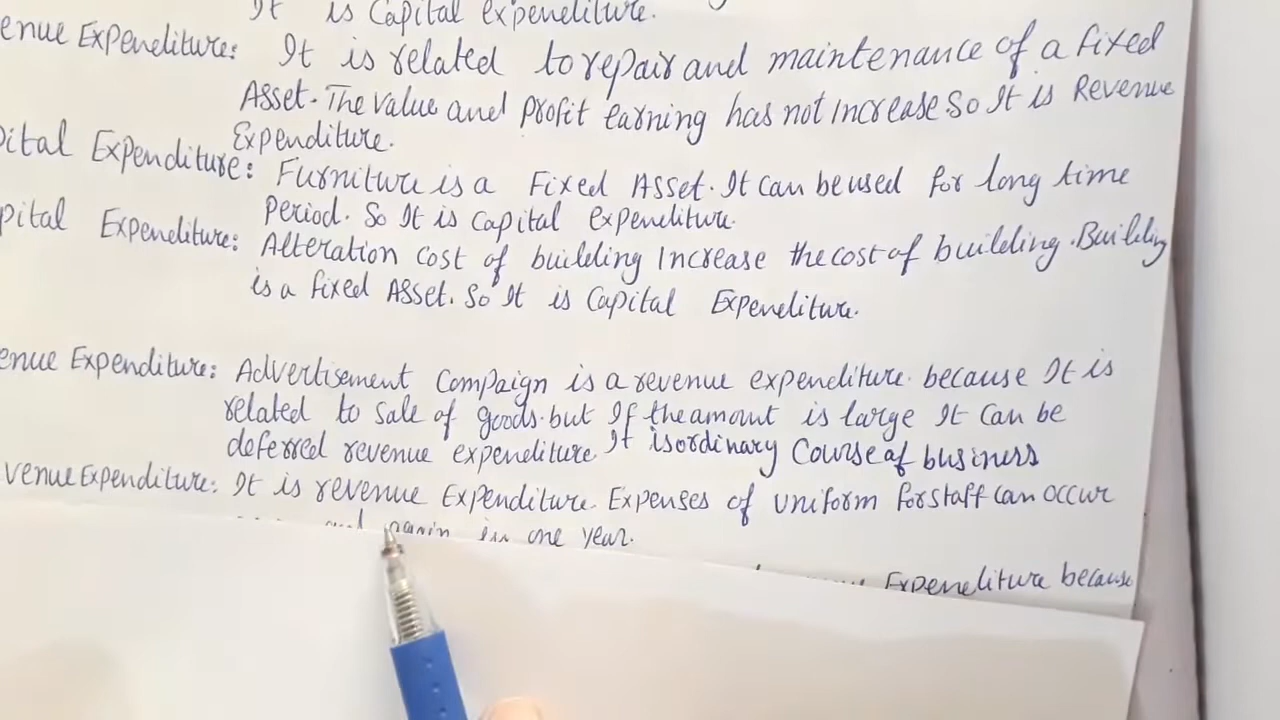 It is Capital expenditure.
enue Expenditure: It is related to repair and maintenance of a fixed
Asset. The value and profit earning has not Increase. So It is Revenue
Expenditure.
pital Expenditure: Furniture is a Fixed Asset. It can be used for long time
Period. So It is Capital expenditure.
pital Expenditure: Alteration cost of building Increase the cost of building. Building
is a fixed Asset. So It is Capital Expenditure.
enue Expenditure: Advertisement Compaign is a revenue expenditure. because It is
related to sale of goods. but If the amount is large It can be
deferred revenue expenditure. It is ordinary Course of business
venue Expenditure: It is revenue Expenditure. Expenses of uniform for staff can occur
and again in one year.
Expenditure because